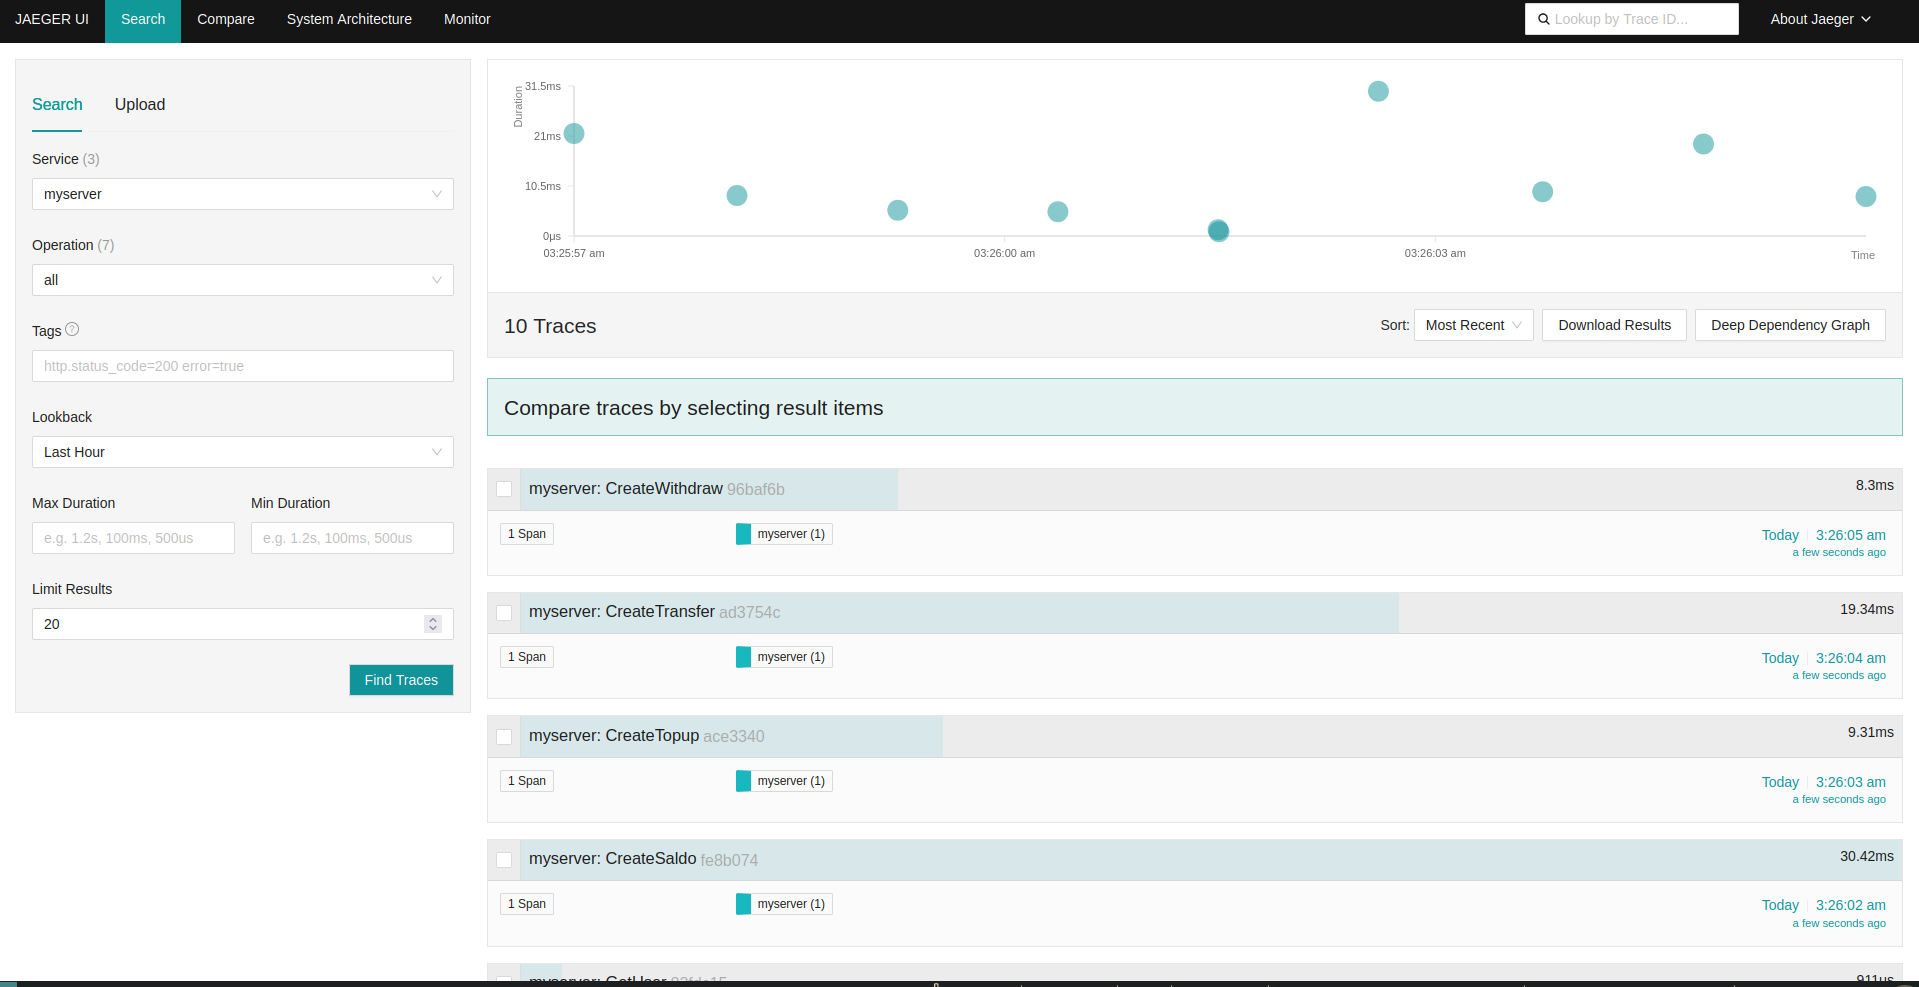 JAEGER UI Search Compare System Architecture Monitor Lookup by Trace ID... About Jaeger
Search Upload
Service (3)
myserver
Operation (7)
all
Tags ?
http.status_code=200 error=true
Lookback
Last Hour
Max Duration Min Duration
e.g. 1.2s, 100ms, 500us e.g. 1.2s, 100ms, 500us
Limit Results
20
Find Traces
Duration
31.5ms
21ms
10.5ms
0μs
03:25:57 am 03:26:00 am 03:26:03 am Time
10 Traces Sort: Most Recent Download Results Deep Dependency Graph
Compare traces by selecting result items
myserver: CreateWithdraw 96baf6b 8.3ms
1 Span myserver (1) Today 3:26:05 am
a few seconds ago
myserver: CreateTransfer ad3754c 19.34ms
1 Span myserver (1) Today 3:26:04 am
a few seconds ago
myserver: CreateTopup ace3340 9.31ms
1 Span myserver (1) Today 3:26:03 am
a few seconds ago
myserver: CreateSaldo fe8b074 30.42ms
1 Span myserver (1) Today 3:26:02 am
a few seconds ago
myserver: GetUser 911μs